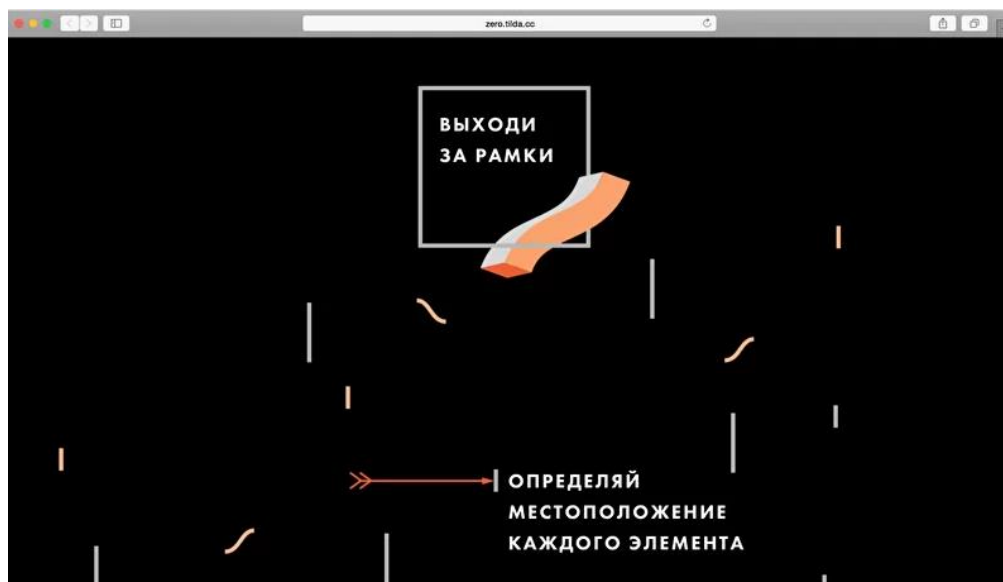 zero.tilda.cc
ВЫХОДИ
ЗА РАМКИ
ОПРЕДЕЛЯЙ
МЕСТОПОЛОЖЕНИЕ
КАЖДОГО ЭЛЕМЕНТА